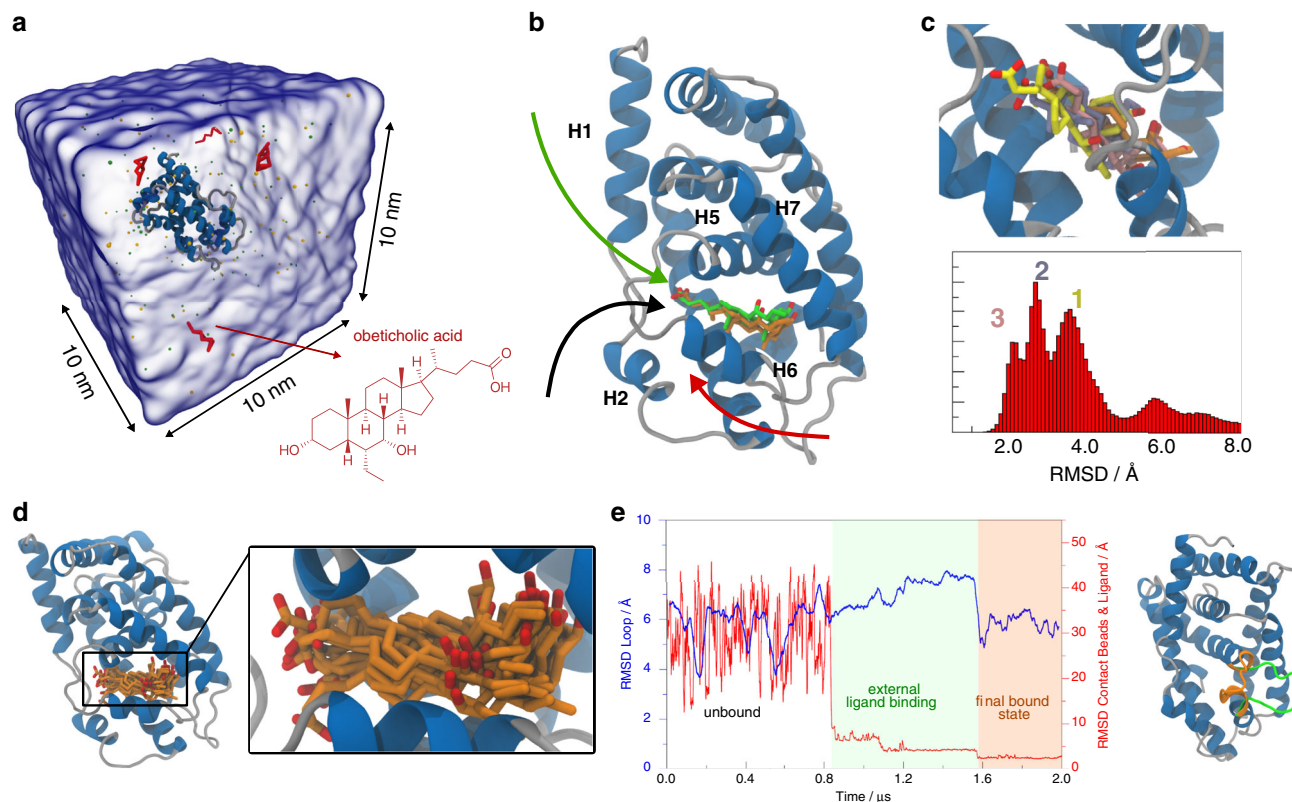 a
10 nm
10 nm
10 nm
obeticholic acid
O
OH
H
H
H
H
H
HO
OH
b
H1
H5
H7
H6
H2
c
3
2
1
2.0
4.0
6.0
8.0
RMSD / Å
d
e
10
8
6
4
2
0
RMSD Loop / Å
unbound
external
ligand binding
final bound
state
50
40
30
20
10
0
RMSD Contact Beads & Ligand / Å
0.0
0.4
0.8
1.2
1.6
2.0
Time / μs